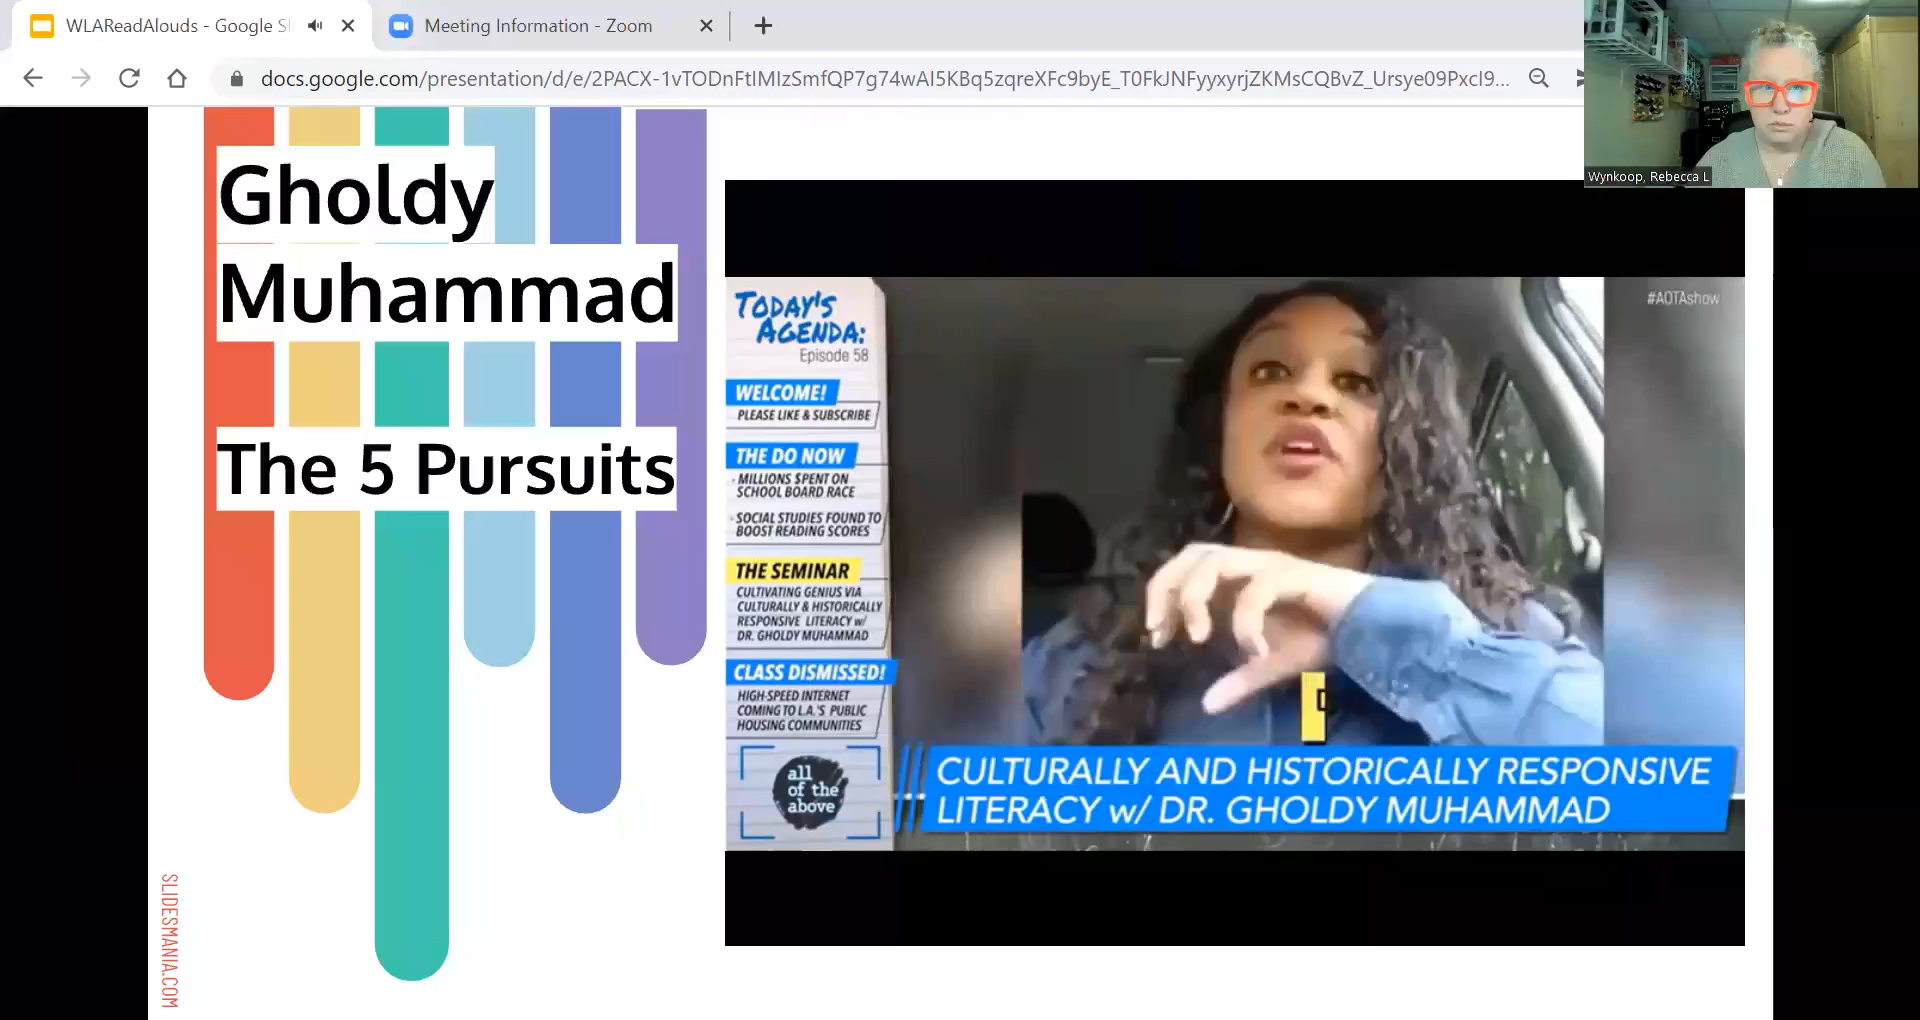 WLAReadAlouds - Google Sl
Meeting Information - Zoom
docs.google.com/presentation/d/e/2PACX-1vTODnFtIMIzSmfQP7g74wAI5KBq5zqreXFc9byE_T0FkJNFyyxyrjZKMsCQBvZ_Ursye09PxcI9...
Wynkoop, Rebecca L
Gholdy
Muhammad
The 5 Pursuits
SLIDESMANIA.COM
TODAY'S
AGENDA:
Episode 58
WELCOME!
PLEASE LIKE & SUBSCRIBE
THE DO NOW
· MILLIONS $PENT ON
SCHOOL BOARD RACE
· SOCIAL STUDIES FOUND TO
BOOST READING SCORES
THE SEMINAR
CULTIVATING GENIUS VIA
CULTURALLY & HISTORICALLY
RESPONSIVE LITERACY w/
DR. GHOLDY MUHAMMAD
CLASS DISMISSED!
HIGH-SPEED INTERNET
COMING TO L.A.'S PUBLIC
HOUSING COMMUNITIES
all
of the
above
#AOTAshow
CULTURALLY AND HISTORICALLY RESPONSIVE
LITERACY w/ DR. GHOLDY MUHAMMAD